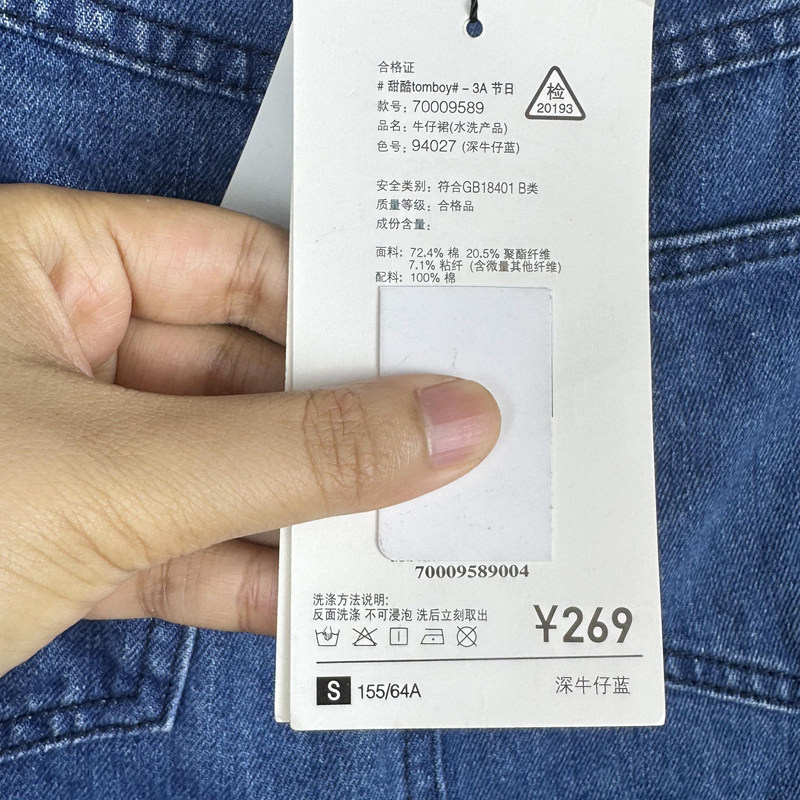 合格证
# 甜酷tomboy# - 3A 节日
款号: 70009589
品名: 牛仔裙(水洗产品)
色号: 94027 (深牛仔蓝)
检
20193
安全类别: 符合GB18401 B类
质量等级: 合格品
成份含量:
面料: 72.4% 棉 20.5% 聚酯纤维
7.1% 粘纤 (含微量其他纤维)
配料: 100% 棉
70009589004
洗涤方法说明:
反面洗涤 不可浸泡 洗后立刻取出
¥269
S 155/64A
深牛仔蓝